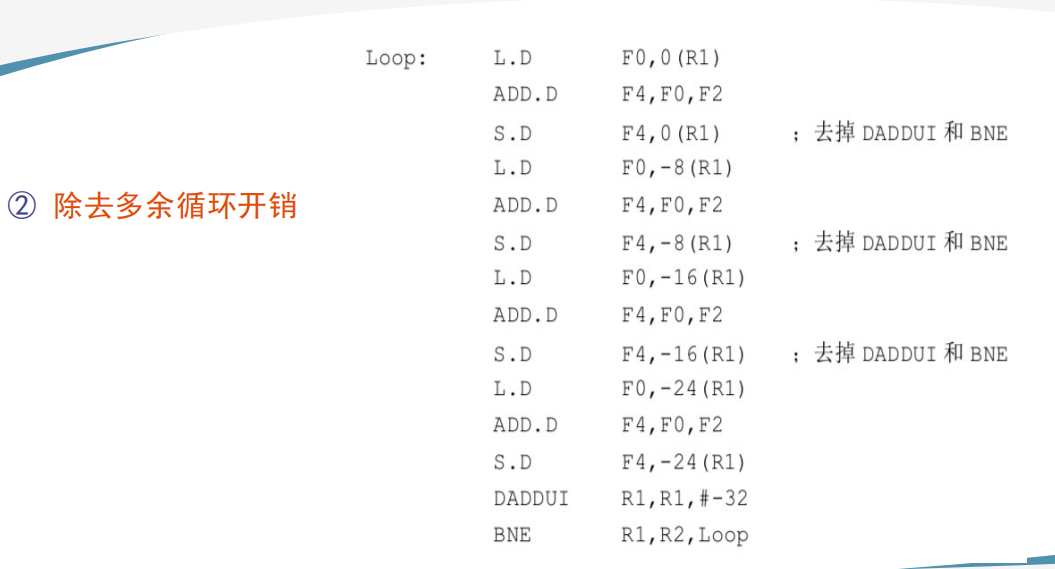 Loop: L.D F0,0(R1)
ADD.D F4,F0,F2
S.D F4,0(R1) ；去掉 DADDUI 和 BNE
L.D F0,-8(R1)
② 除去多余循环开销
ADD.D F4,F0,F2
S.D F4,-8(R1) ；去掉 DADDUI 和 BNE
L.D F0,-16(R1)
ADD.D F4,F0,F2
S.D F4,-16(R1) ；去掉 DADDUI 和 BNE
L.D F0,-24(R1)
ADD.D F4,F0,F2
S.D F4,-24(R1)
DADDUI R1,R1,#-32
BNE R1,R2,Loop